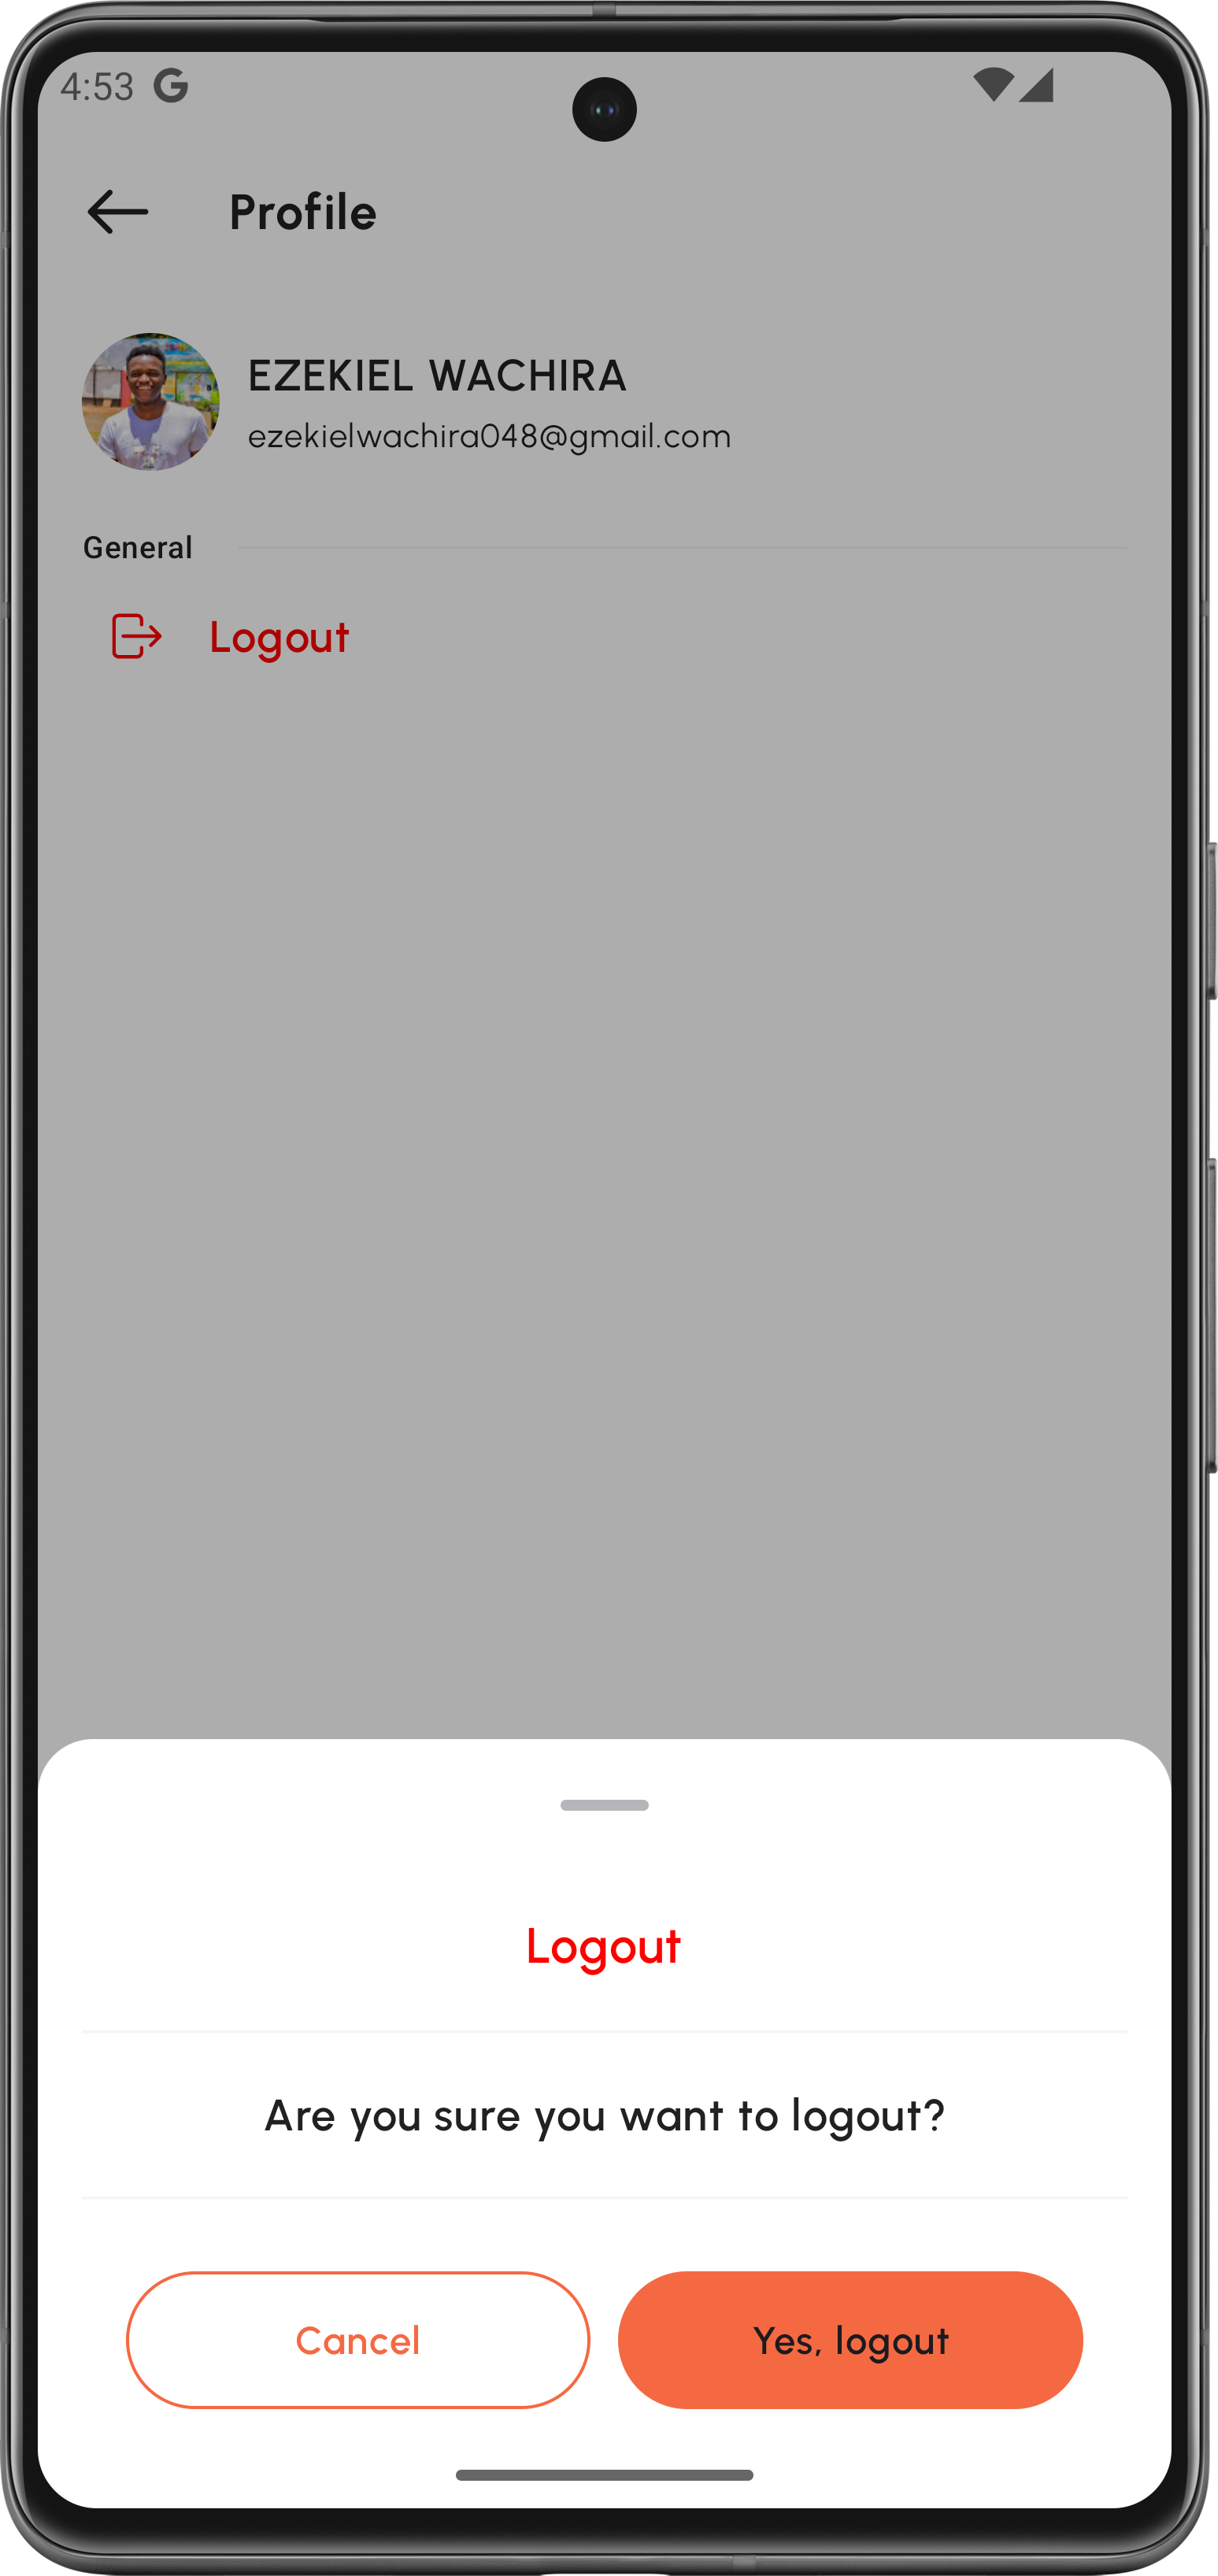 4:53 G
Profile
EZEKIEL WACHIRA
ezekielwachira048@gmail.com
General
Logout
Logout
Are you sure you want to logout?
Cancel
Yes, logout